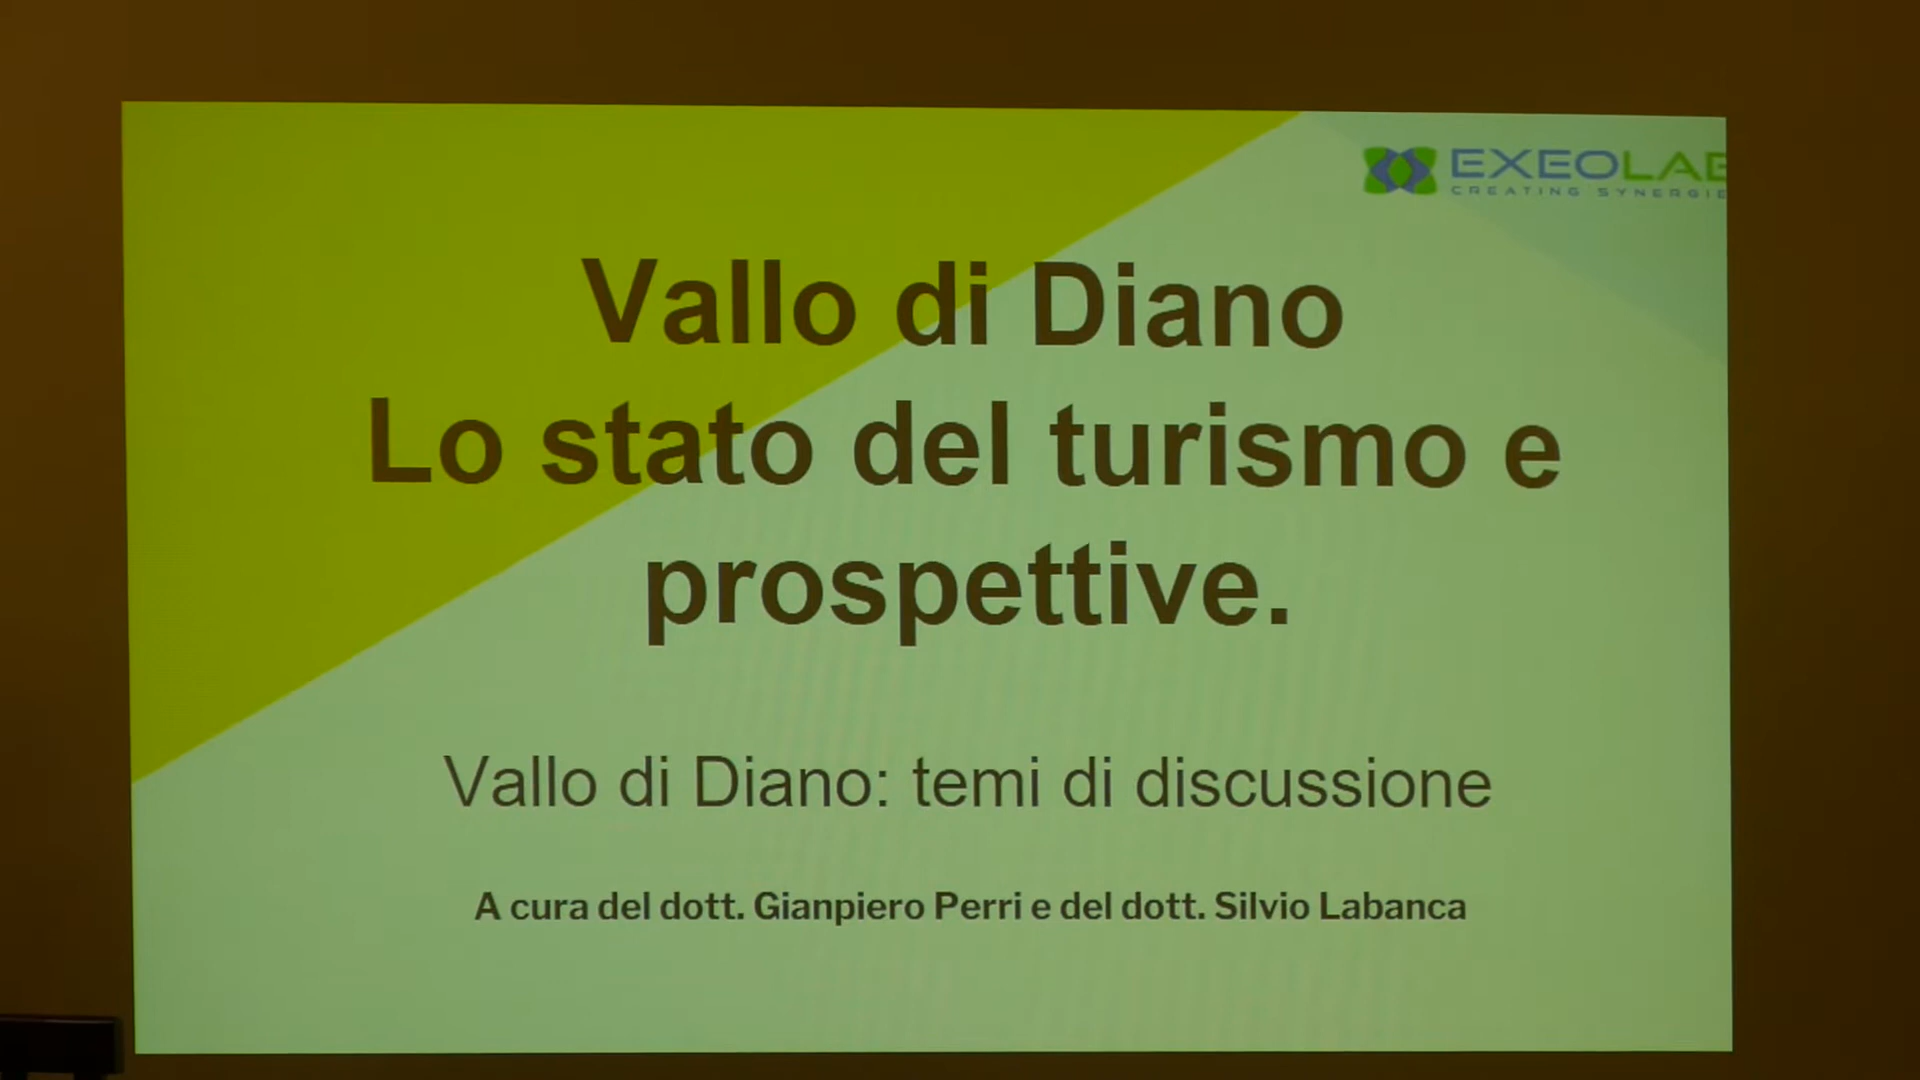 EXEOLAB
CREATING SYNERGIE
Vallo di Diano
Lo stato del turismo e
prospettive.
Vallo di Diano: temi di discussione
A cura del dott. Gianpiero Perri e del dott. Silvio Labanca